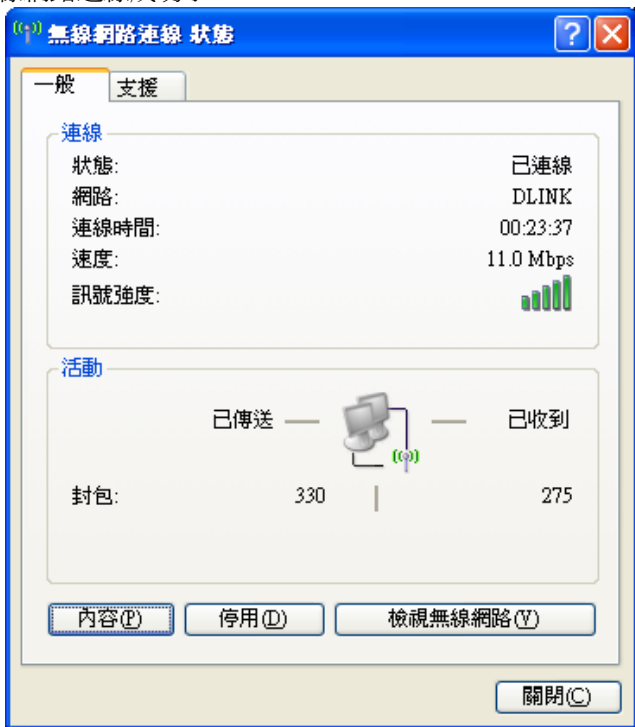 無線網路連線 狀態
一般 支援
連線
狀態: 已連線
網路: DLINK
連線時間: 00:23:37
速度: 11.0 Mbps
訊號強度:
活動
已傳送 — — 已收到
封包: 330 | 275
內容(P) 停用(D) 檢視無線網路(V)
關閉(C)